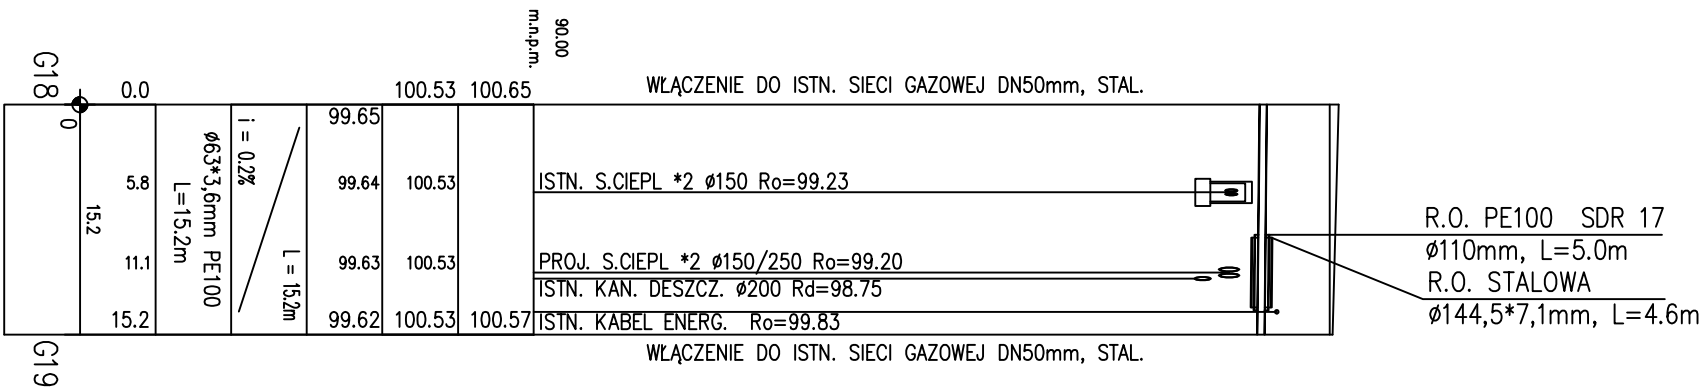 90.00
m.n.p.m.
G18
0.0
100.53
100.65
WŁĄCZENIE DO ISTN. SIECI GAZOWEJ DN50mm, STAL.
0
99.65
i = 0.2%
ø63*3,6mm PE100
L=15.2m
L = 15.2m
15.2
5.8
99.64
100.53
ISTN. S.CIEPL *2 ø150 Ro=99.23
11.1
99.63
100.53
PROJ. S.CIEPL *2 ø150/250 Ro=99.20
ISTN. KAN. DESZCZ. ø200 Rd=98.75
15.2
99.62
100.53
100.57
ISTN. KABEL ENERG. Ro=99.83
G19
WŁĄCZENIE DO ISTN. SIECI GAZOWEJ DN50mm, STAL.
R.O. PE100 SDR 17
ø110mm, L=5.0m
R.O. STALOWA
ø144,5*7,1mm, L=4.6m